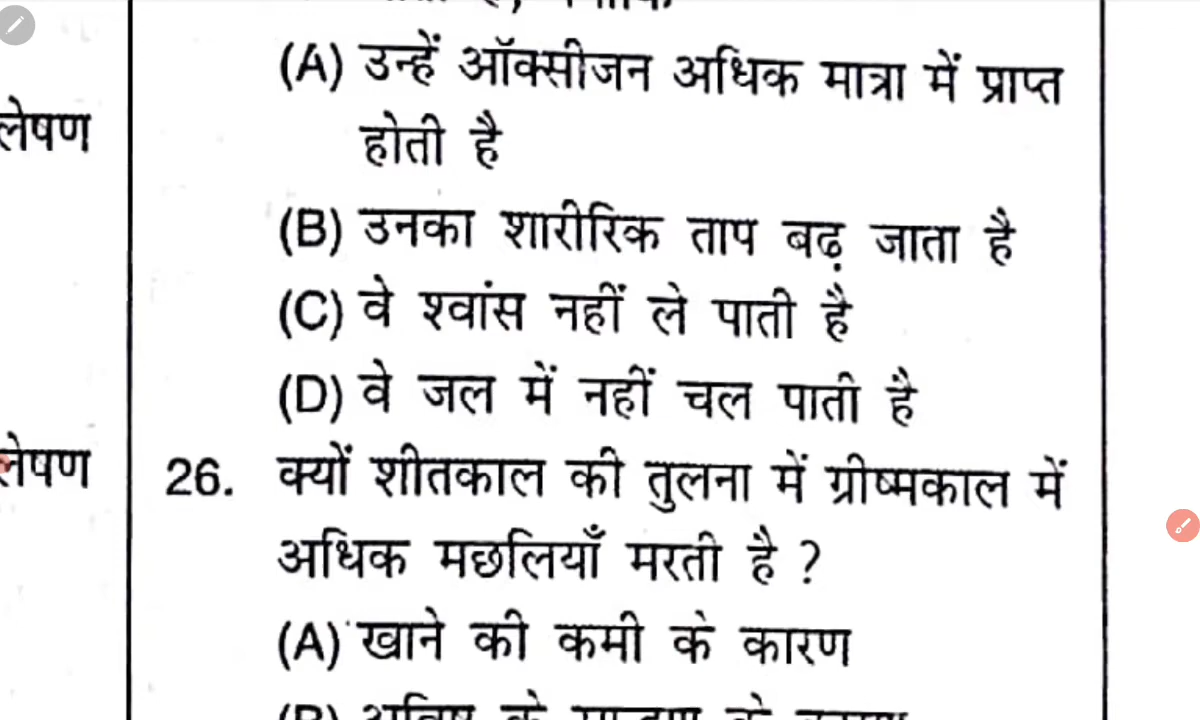 (A) उन्हें ऑक्सीजन अधिक मात्रा में प्राप्त
होती है
लेषण
(B) उनका शारीरिक ताप बढ़ जाता है
(C) वे श्वांस नहीं ले पाती है
(D) वे जल में नहीं चल पाती है
लेषण
26. क्यों शीतकाल की तुलना में ग्रीष्मकाल में
अधिक मछलियाँ मरती है ?
(A) खाने की कमी के कारण